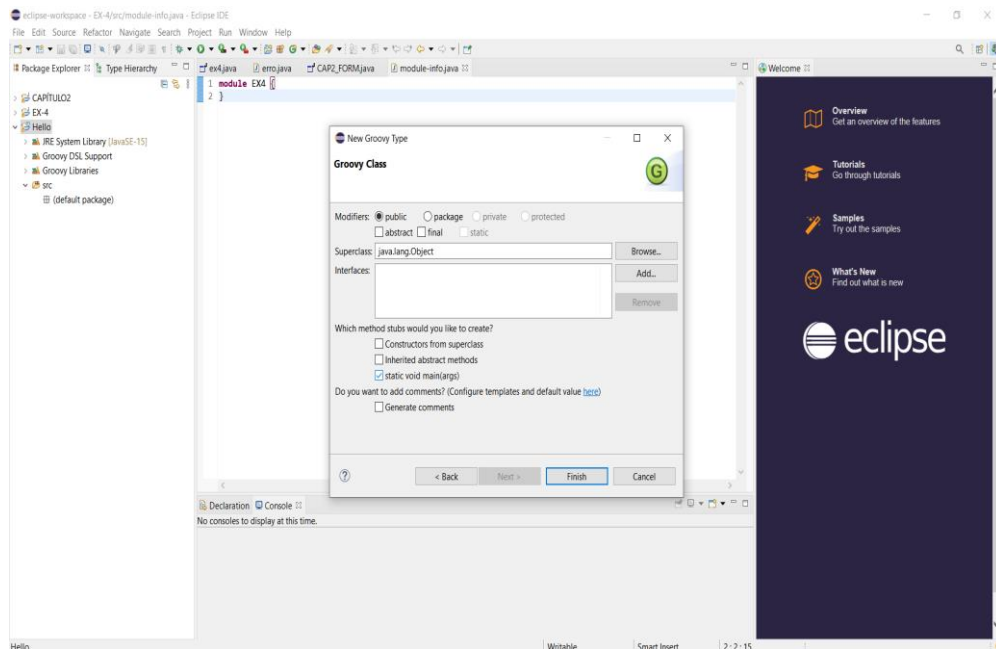 eclipse-workspace - EX-4/src/module-info.java - Eclipse IDE
File Edit Source Refactor Navigate Search Project Run Window Help
Package Explorer Type Hierarchy
ex4.java erro.java CAP2_FORM.java module-info.java
Welcome
CAPÍTULO2
EX-4
Hello
JRE System Library [JavaSE-15]
Groovy DSL Support
Groovy Libraries
src
(default package)
1 module EX4 {
2 }
New Groovy Type
Groovy Class
G
Modifiers: public package private protected
abstract final static
Superclass: java.lang.Object Browse...
Interfaces: Add...
Remove
Which method stubs would you like to create?
Constructors from superclass
Inherited abstract methods
static void main(args)
Do you want to add comments? (Configure templates and default value here)
Generate comments
? < Back Next > Finish Cancel
Declaration Console
No consoles to display at this time.
Overview
Get an overview of the features
Tutorials
Go through tutorials
Samples
Try out the samples
What's New
Find out what is new
eclipse
Hello Writable Smart Insert 2 : 2 : 15